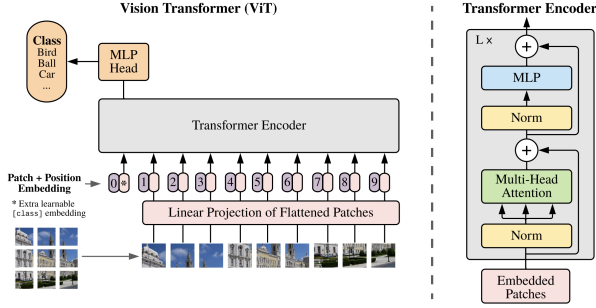 Vision Transformer (ViT)
Class
Bird
Ball
Car
...
MLP
Head
Transformer Encoder
Patch + Position
Embedding
0 * 1 2 3 4 5 6 7 8 9
* Extra learnable
[class] embedding
Linear Projection of Flattened Patches
Transformer Encoder
L x
+
MLP
Norm
+
Multi-Head
Attention
Norm
Embedded
Patches